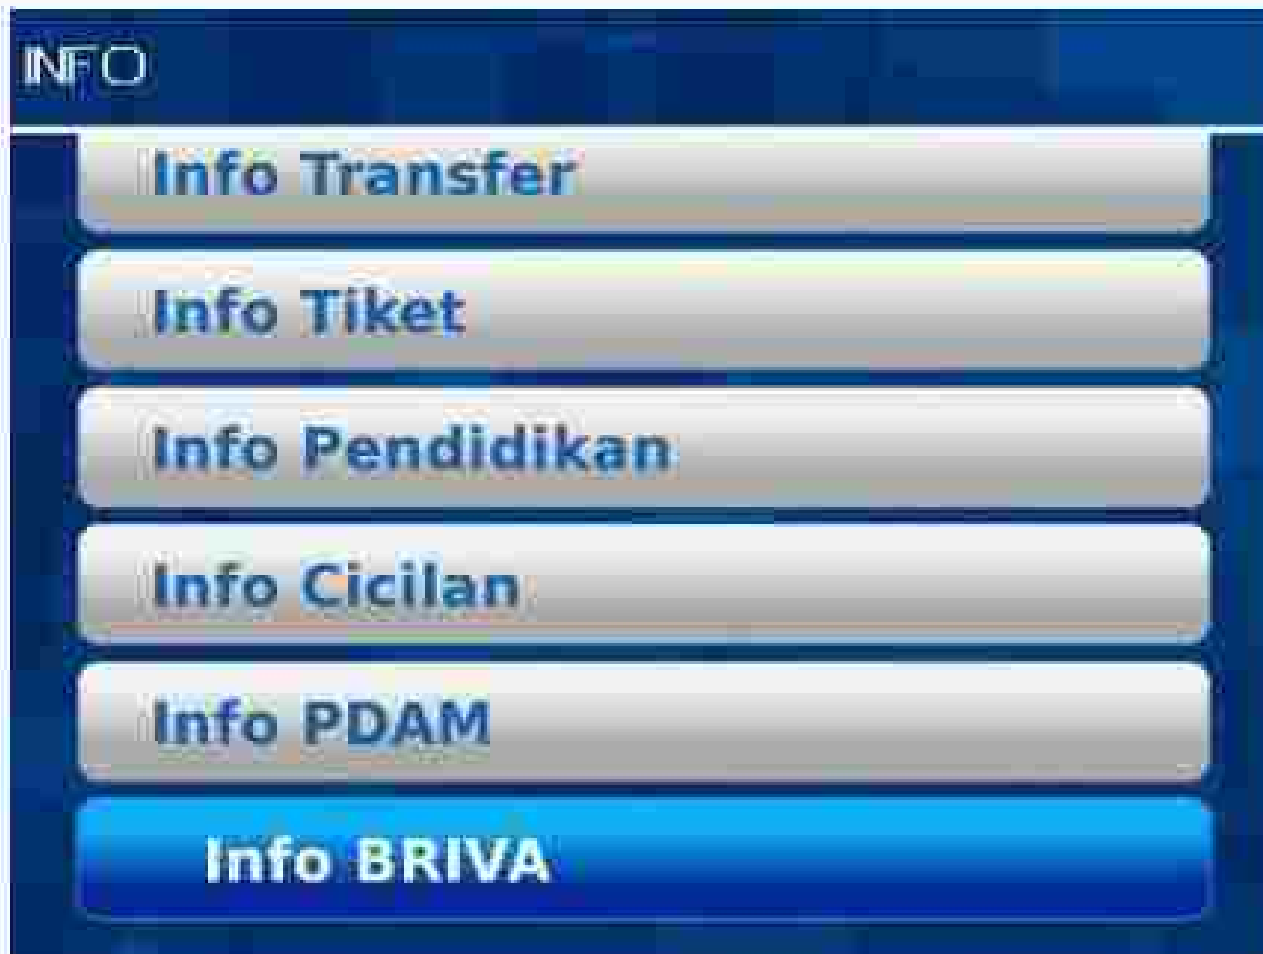 INFO
Info Transfer
Info Tiket
Info Pendidikan
Info Cicilan
Info PDAM
Info BRIVA